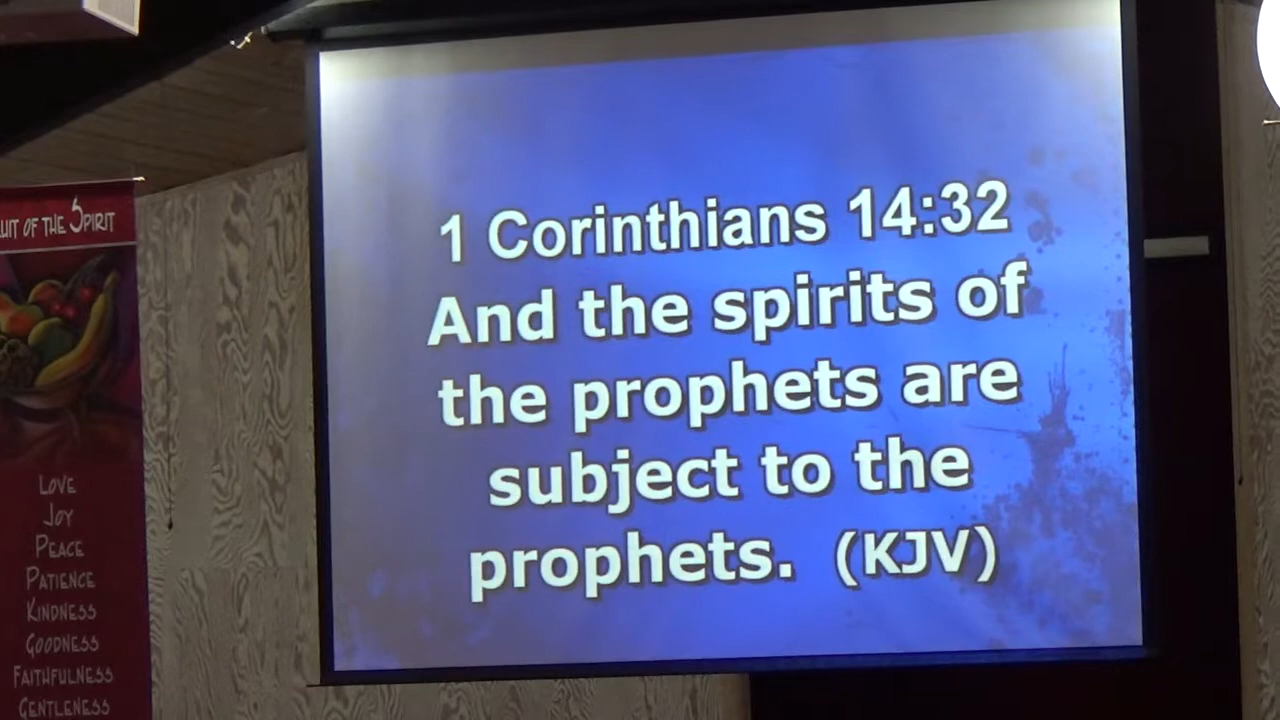 1 Corinthians 14:32
And the spirits of
the prophets are
subject to the
prophets. (KJV)
OF THE SPIRIT
LOVE
JOY
PEACE
PATIENCE
KINDNESS
GOODNESS
FAITHFULNESS
GENTLENESS